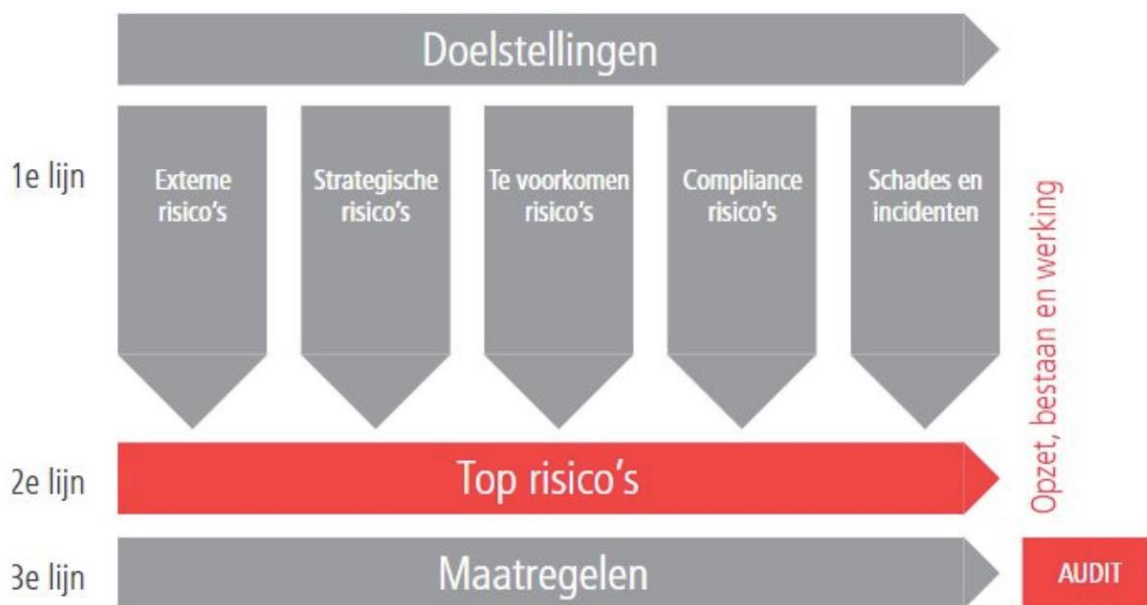 Doelstellingen
1e lijn
Externe
risico's
Strategische
risico's
Te voorkomen
risico's
Compliance
risico's
Schades en
incidenten
Opzet, bestaan en werking
2e lijn
Top risico's
3e lijn
Maatregelen
AUDIT